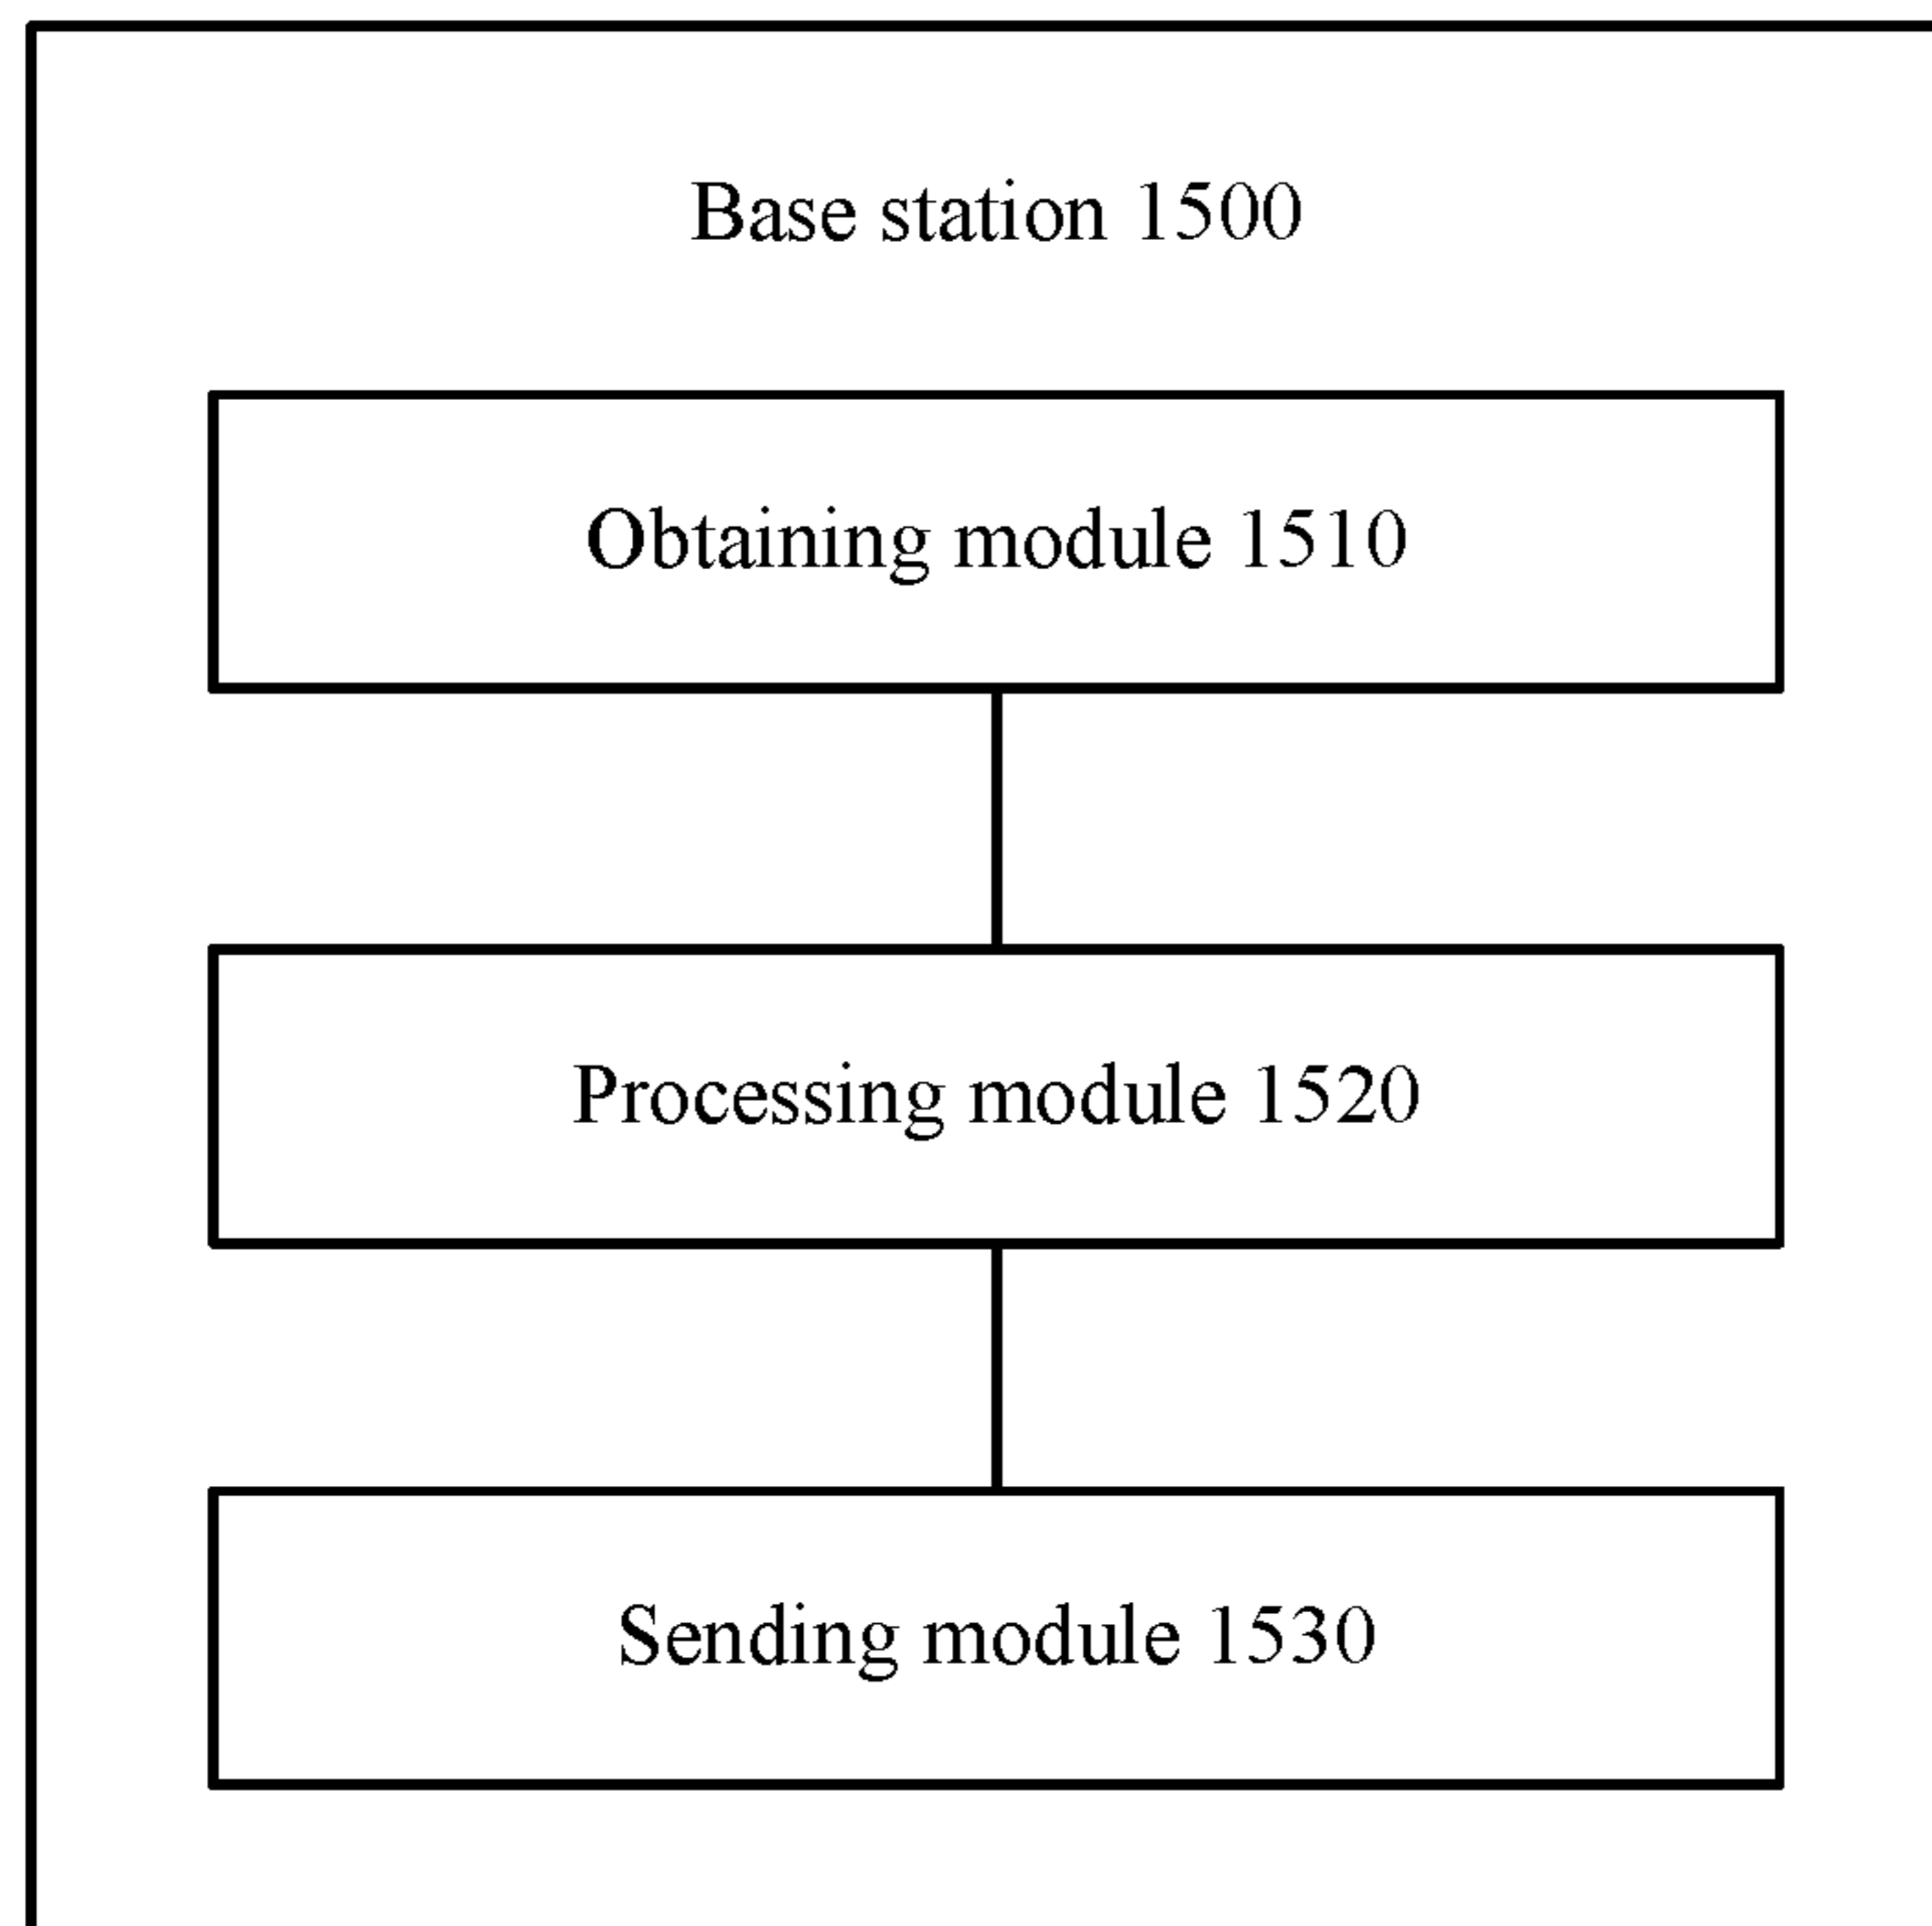 Base station 1500
Obtaining module 1510
Processing module 1520
Sending module 1530